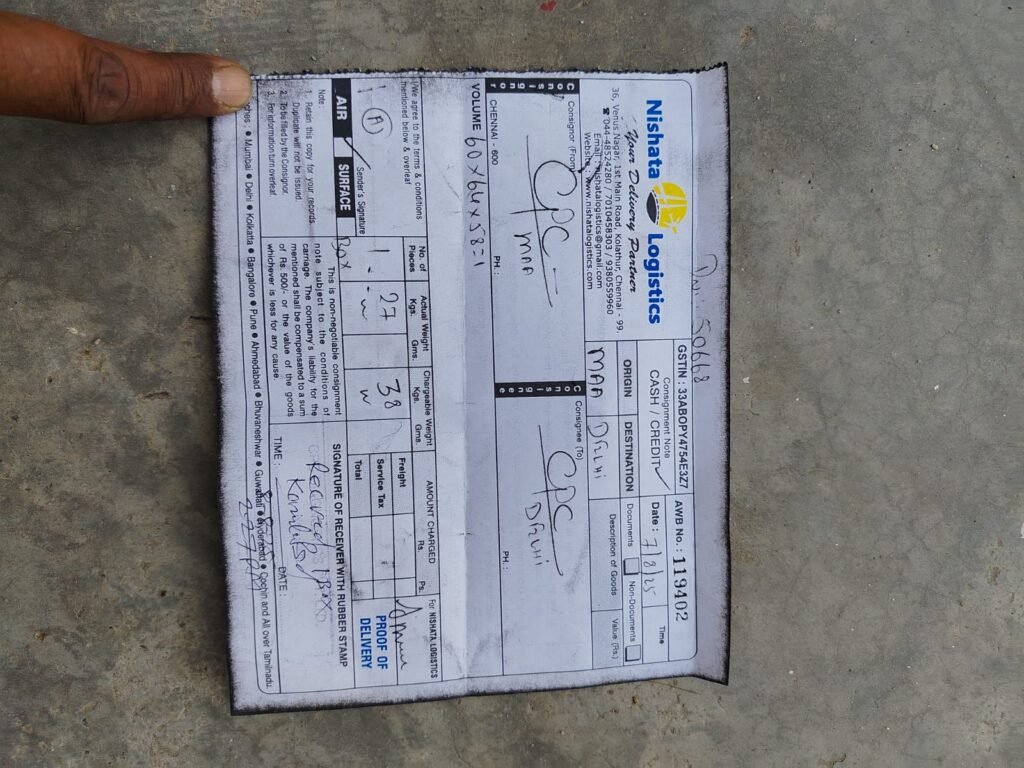 DNi: 50668
Nishata Logistics
Your Delivery Partner
36, Venus Nagar, 1st Main Road, Kolathur, Chennai - 99.
☎ 044-48524280 / 7010458303 / 9380559960
Email : nishatalogistics@gmail.com
Website : www.nishatalogistics.com
GSTIN : 33ABOPY4754E3Z7
Consignment Note
CASH / CREDIT ✓
AWB No. : 119402
Date : 7/8/25
Time
ORIGIN
DESTINATION
MAA
DELHI
Documents
Non-Documents
Description of Goods
Value (Rs.)
Consignor
Consignor (From)
CPC
MAA
CHENNAI - 600
PH. :
Consignee
Consignee (To)
CPC
DELHI
PH. :
VOLUME 60 x 64 x 58 = 1
I/We agree to the terms & conditions
mentioned below & overleaf
Sender's Signature
AIR ✓ SURFACE
No. of Pieces
Actual Weight
Kgs. Gms.
Chargeable Weight
Kgs. Gms.
1
Box
27
38
AMOUNT CHARGED
Rs. Ps.
Freight
Service Tax
Total
For NISHATA LOGISTICS
PROOF OF DELIVERY
Note :
1. Retain this copy for your records.
Duplicate will not be issued.
2. To be filled by the Consignor.
3. For information turn overleaf.
This is non-negotiable consignment
note subject to the conditions of
carriage. The company's liability for the
mentioned shall be compensated to a sum
of Rs. 500/- or the value of the goods
whichever is less for any cause.
SIGNATURE OF RECEIVER WITH RUBBER STAMP
Box
TIME :
DATE :
● Mumbai ● Delhi ● Kolkatta ● Bangalore ● Pune ● Ahmedabad ● Bhuvaneshwar ● Guwahati ● Hyderabad ● Cochin and All over Tamilnadu.